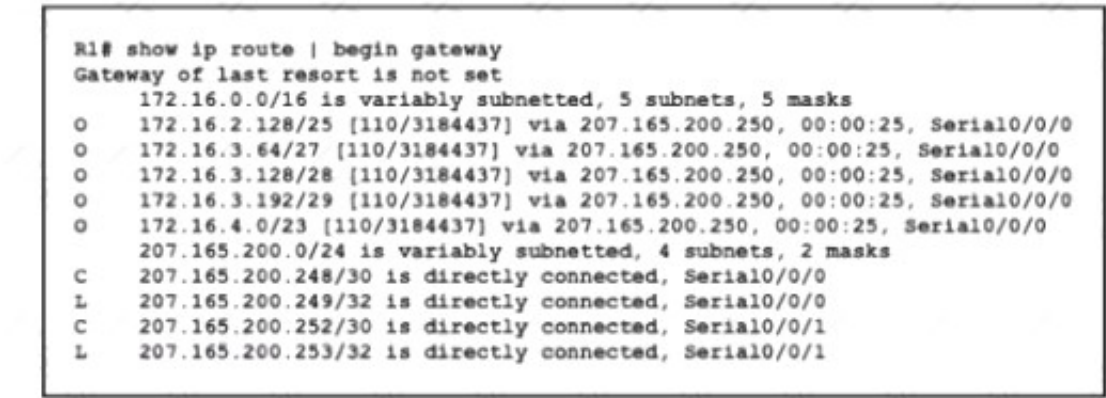 R1# show ip route | begin gateway
Gateway of last resort is not set
172.16.0.0/16 is variably subnetted, 5 subnets, 5 masks
O 172.16.2.128/25 [110/3184437] via 207.165.200.250, 00:00:25, Serial0/0/0
O 172.16.3.64/27 [110/3184437] via 207.165.200.250, 00:00:25, Serial0/0/0
O 172.16.3.128/28 [110/3184437] via 207.165.200.250, 00:00:25, Serial0/0/0
O 172.16.3.192/29 [110/3184437] via 207.165.200.250, 00:00:25, Serial0/0/0
O 172.16.4.0/23 [110/3184437] via 207.165.200.250, 00:00:25, Serial0/0/0
207.165.200.0/24 is variably subnetted, 4 subnets, 2 masks
C 207.165.200.248/30 is directly connected, Serial0/0/0
L 207.165.200.249/32 is directly connected, Serial0/0/0
C 207.165.200.252/30 is directly connected, Serial0/0/1
L 207.165.200.253/32 is directly connected, Serial0/0/1